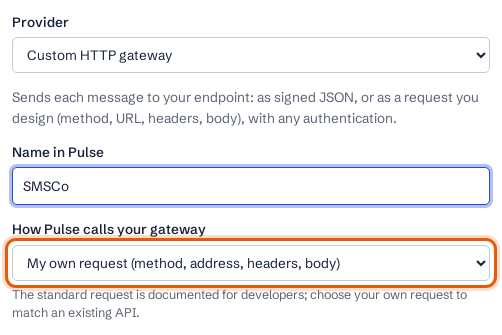 Provider
Custom HTTP gateway
Sends each message to your endpoint: as signed JSON, or as a request you
design (method, URL, headers, body), with any authentication.
Name in Pulse
SMSCo
How Pulse calls your gateway
My own request (method, address, headers, body)
The standard request is documented for developers; choose your own request to
match an existing API.